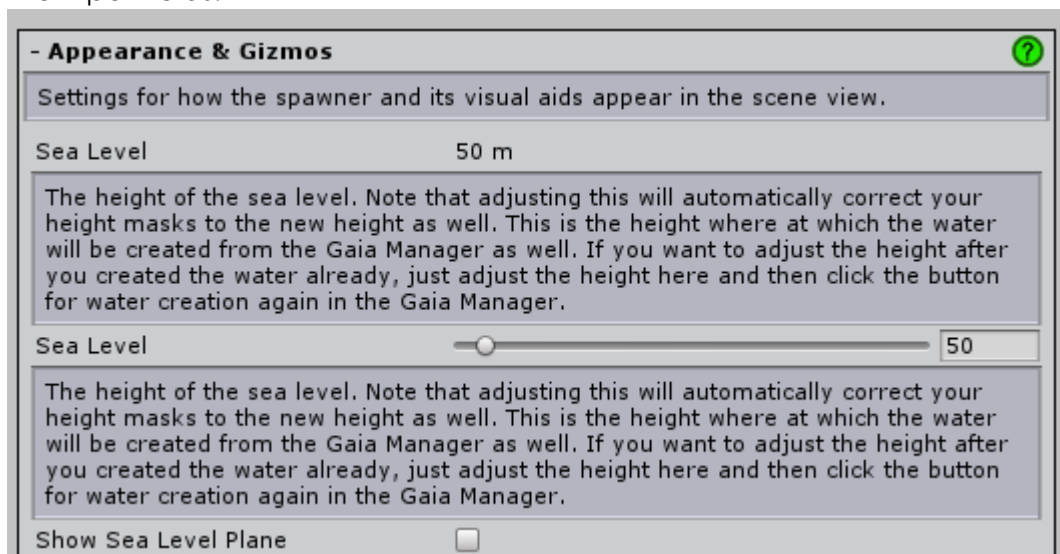 - Appearance & Gizmos ?
Settings for how the spawner and its visual aids appear in the scene view.
Sea Level 50 m
The height of the sea level. Note that adjusting this will automatically correct your
height masks to the new height as well. This is the height where at which the water
will be created from the Gaia Manager as well. If you want to adjust the height after
you created the water already, just adjust the height here and then click the button
for water creation again in the Gaia Manager.
Sea Level 50
The height of the sea level. Note that adjusting this will automatically correct your
height masks to the new height as well. This is the height where at which the water
will be created from the Gaia Manager as well. If you want to adjust the height after
you created the water already, just adjust the height here and then click the button
for water creation again in the Gaia Manager.
Show Sea Level Plane